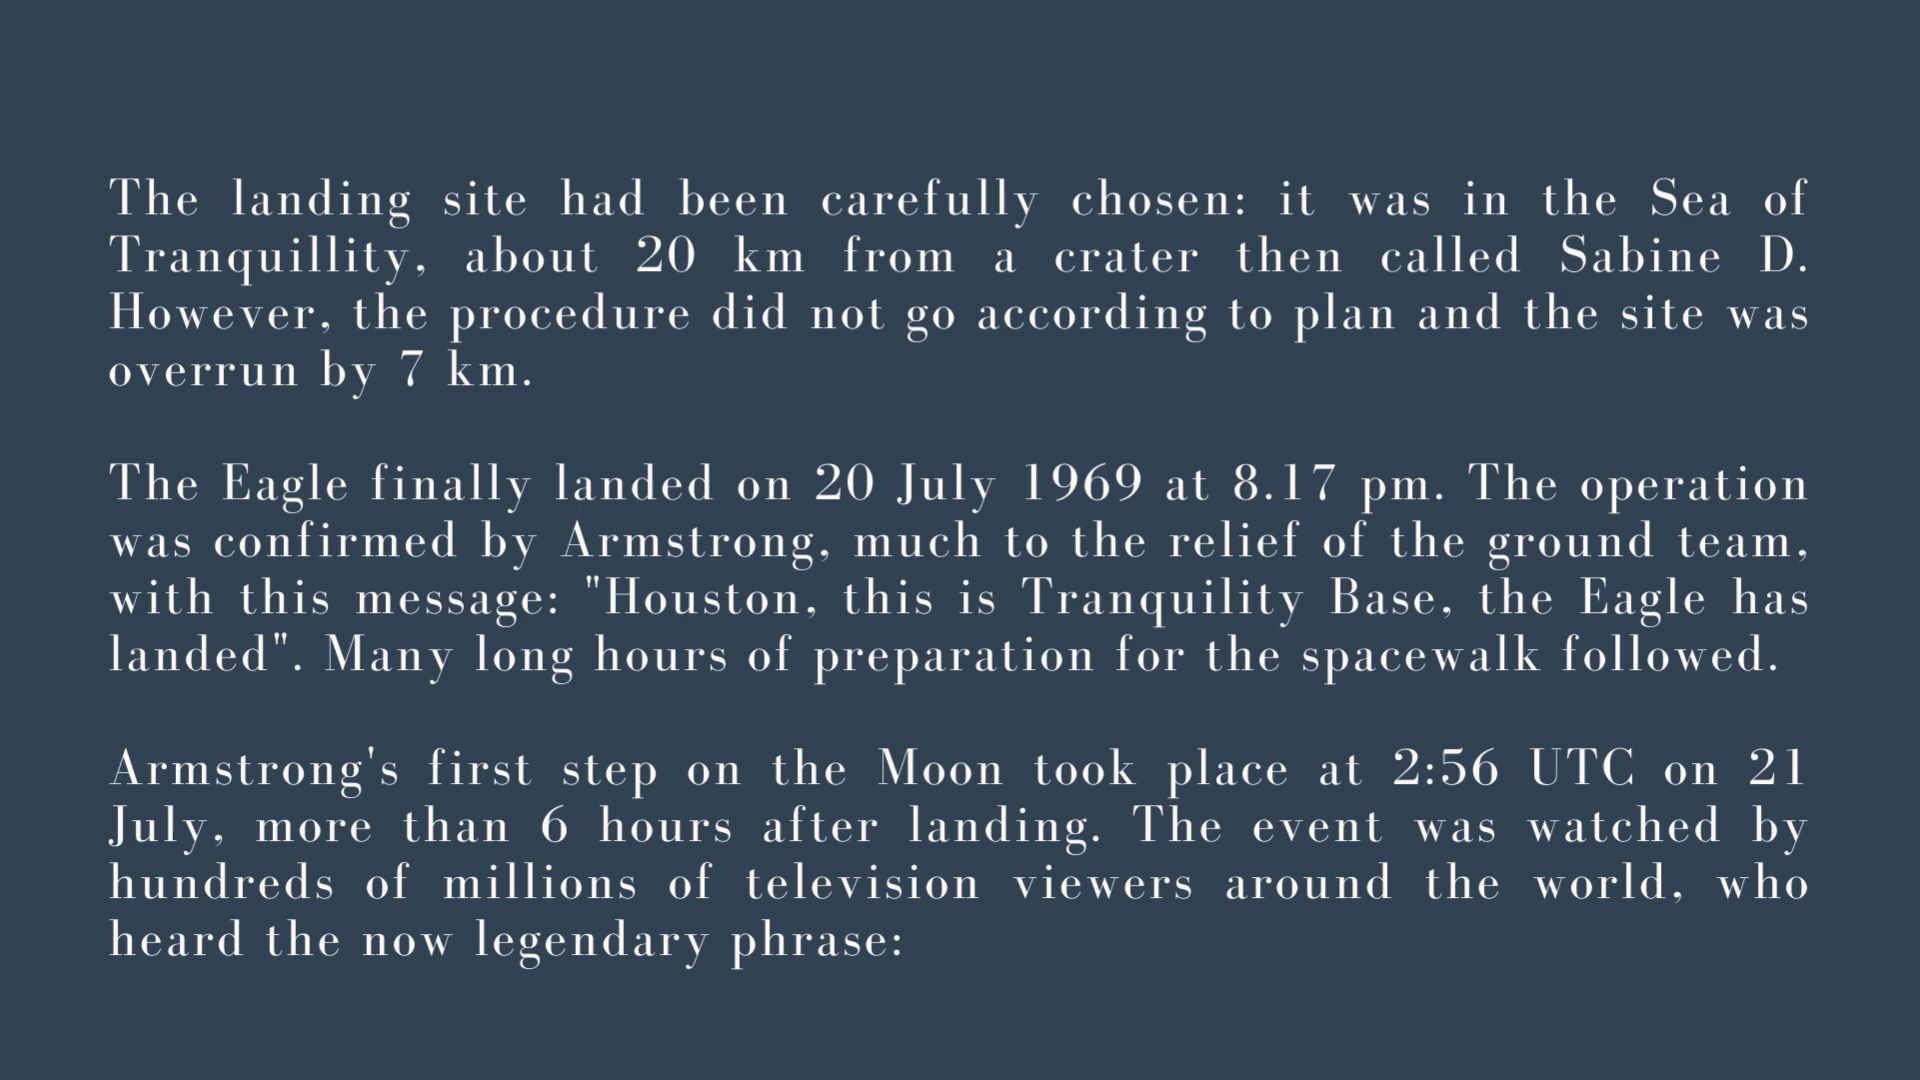 The landing site had been carefully chosen: it was in the Sea of
Tranquillity, about 20 km from a crater then called Sabine D.
However, the procedure did not go according to plan and the site was
overrun by 7 km.
The Eagle finally landed on 20 July 1969 at 8.17 pm. The operation
was confirmed by Armstrong, much to the relief of the ground team,
with this message: "Houston, this is Tranquility Base, the Eagle has
landed". Many long hours of preparation for the spacewalk followed.
Armstrong's first step on the Moon took place at 2:56 UTC on 21
July, more than 6 hours after landing. The event was watched by
hundreds of millions of television viewers around the world, who
heard the now legendary phrase: